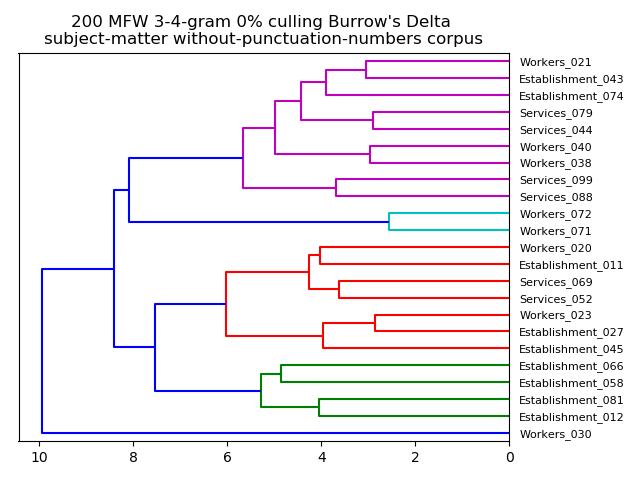 200 MFW 3-4-gram 0% culling Burrow's Delta
subject-matter without-punctuation-numbers corpus
Workers_021
Establishment_043
Establishment_074
Services_079
Services_044
Workers_040
Workers_038
Services_099
Services_088
Workers_072
Workers_071
Workers_020
Establishment_011
Services_069
Services_052
Workers_023
Establishment_027
Establishment_045
Establishment_066
Establishment_058
Establishment_081
Establishment_012
Workers_030
10 8 6 4 2 0